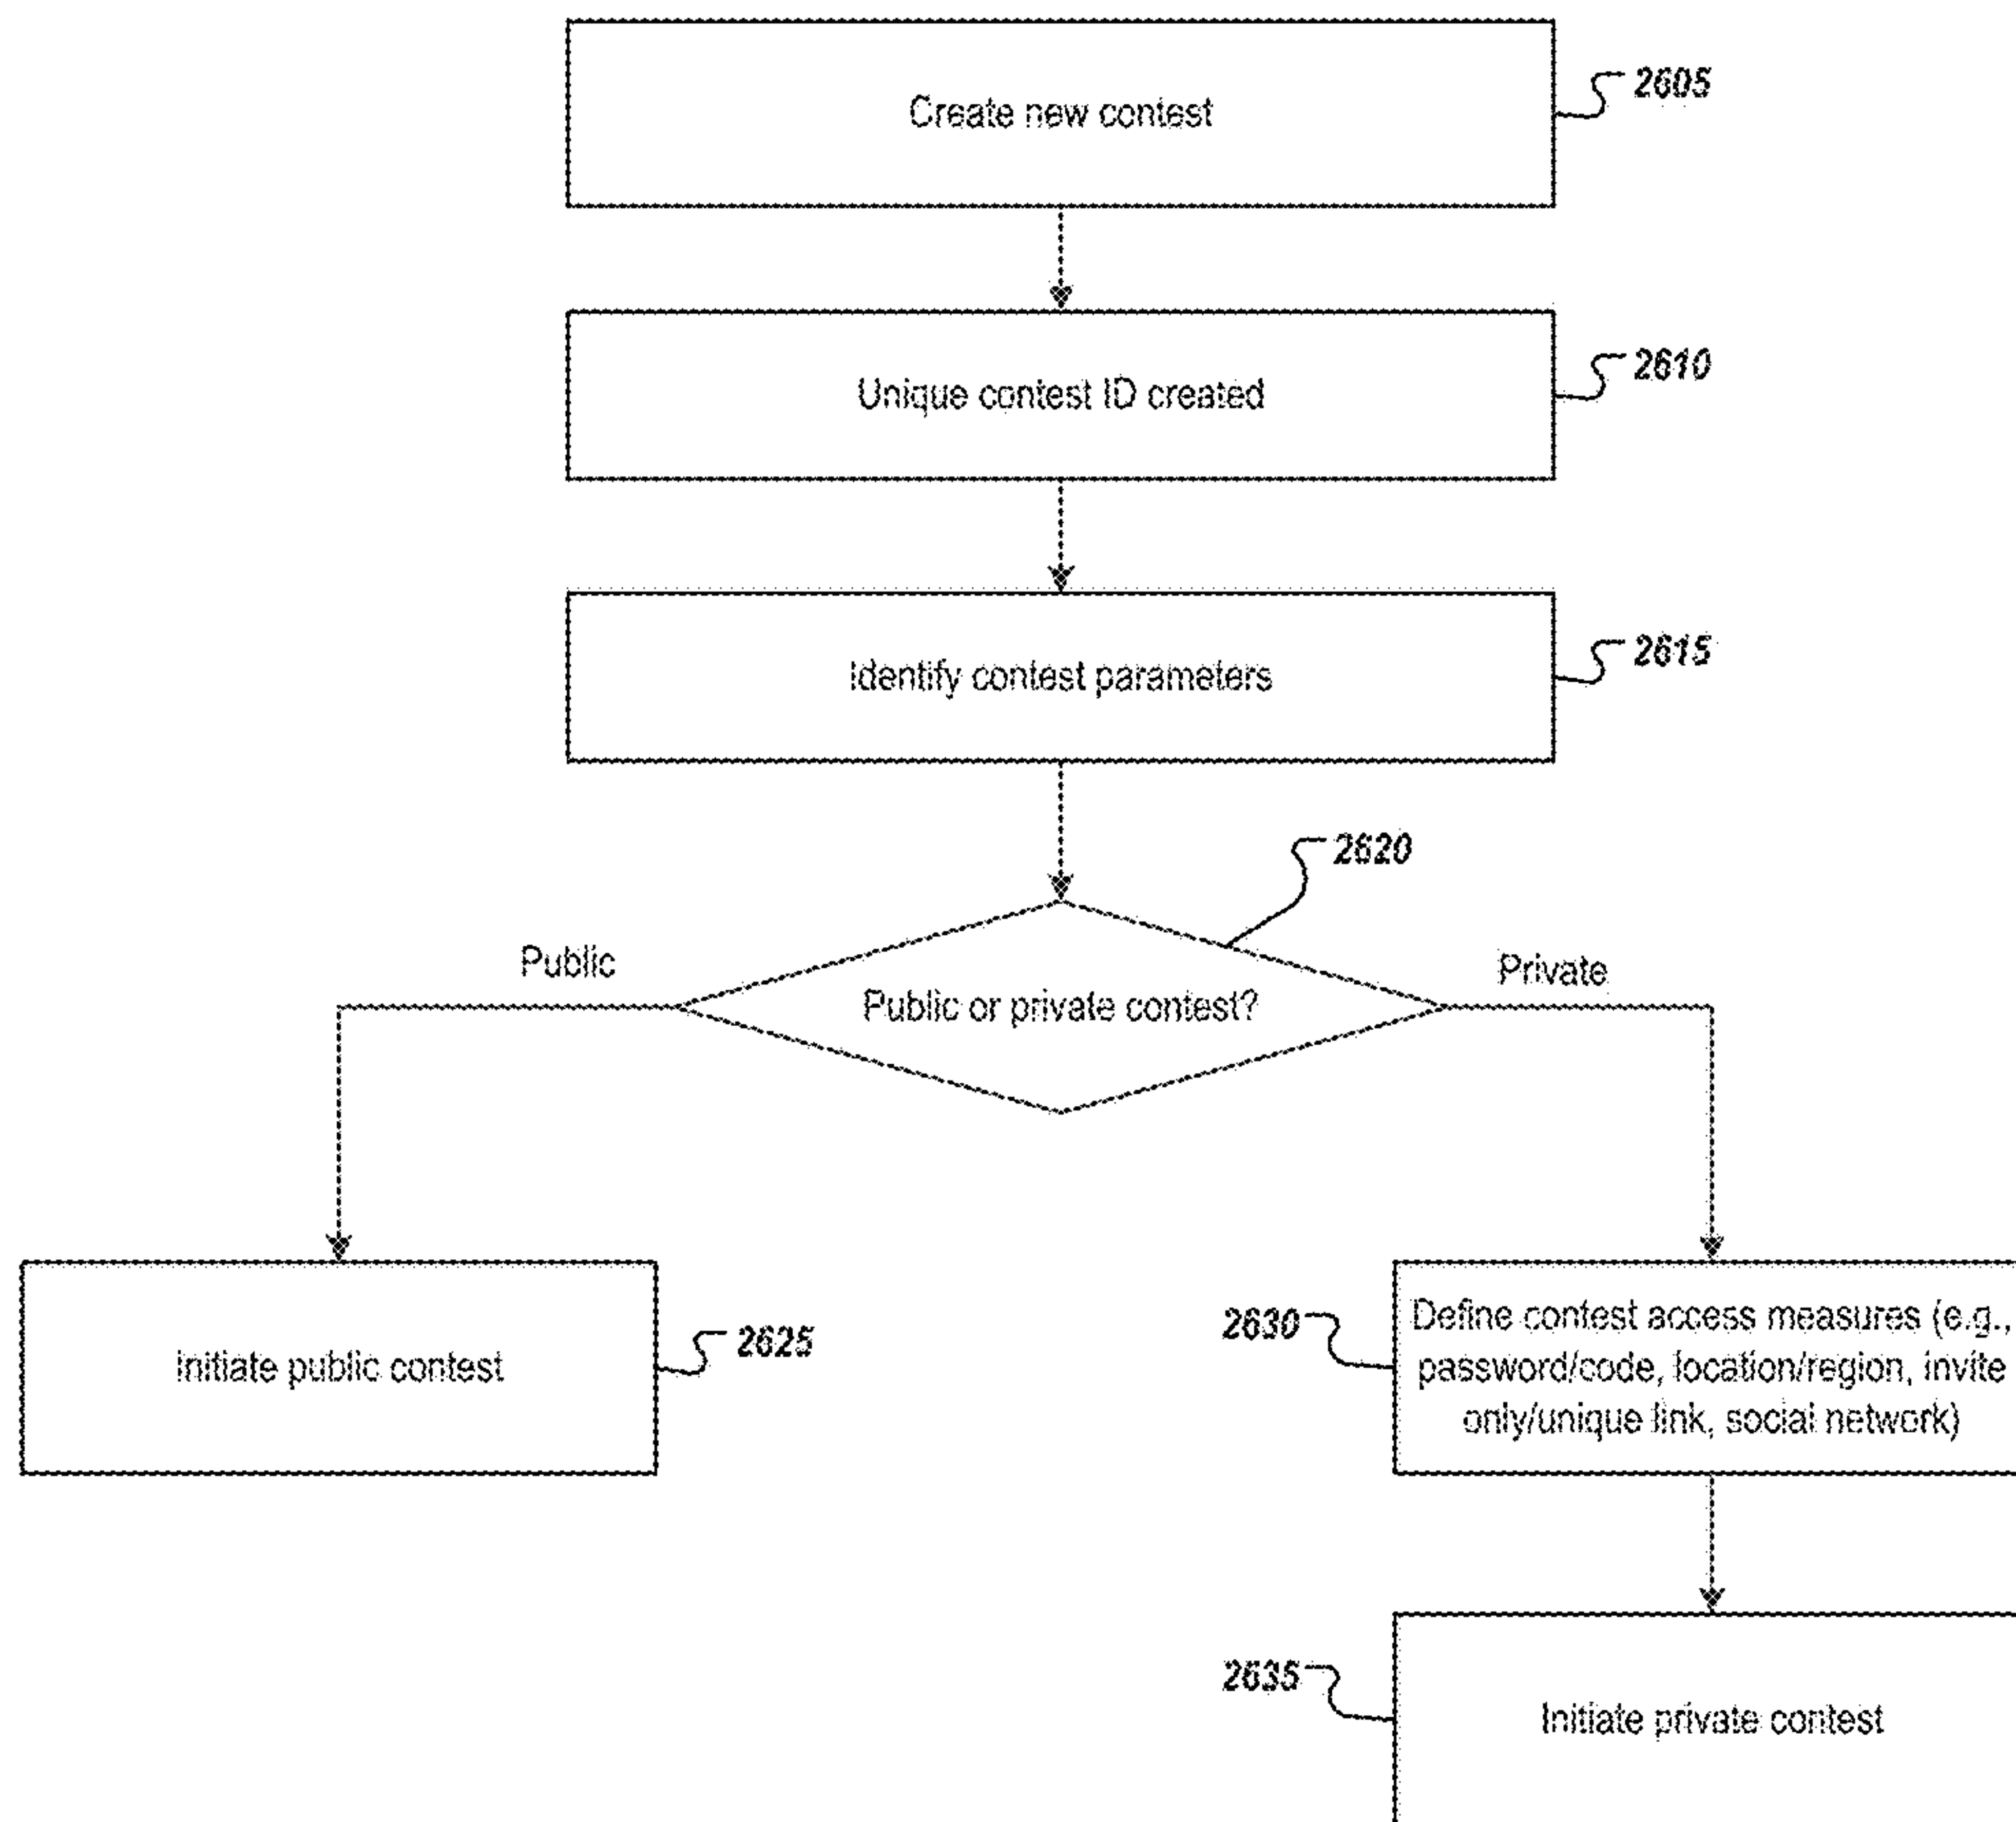 Create new contest
2605
Unique contest ID created
2610
Identify contest parameters
2615
2620
Public
Private
Public or private contest?
Initiate public contest
2625
2630
Define contest access measures (e.g.,
password/code, location/region, invite
only/unique link, social network)
2635
Initiate private contest